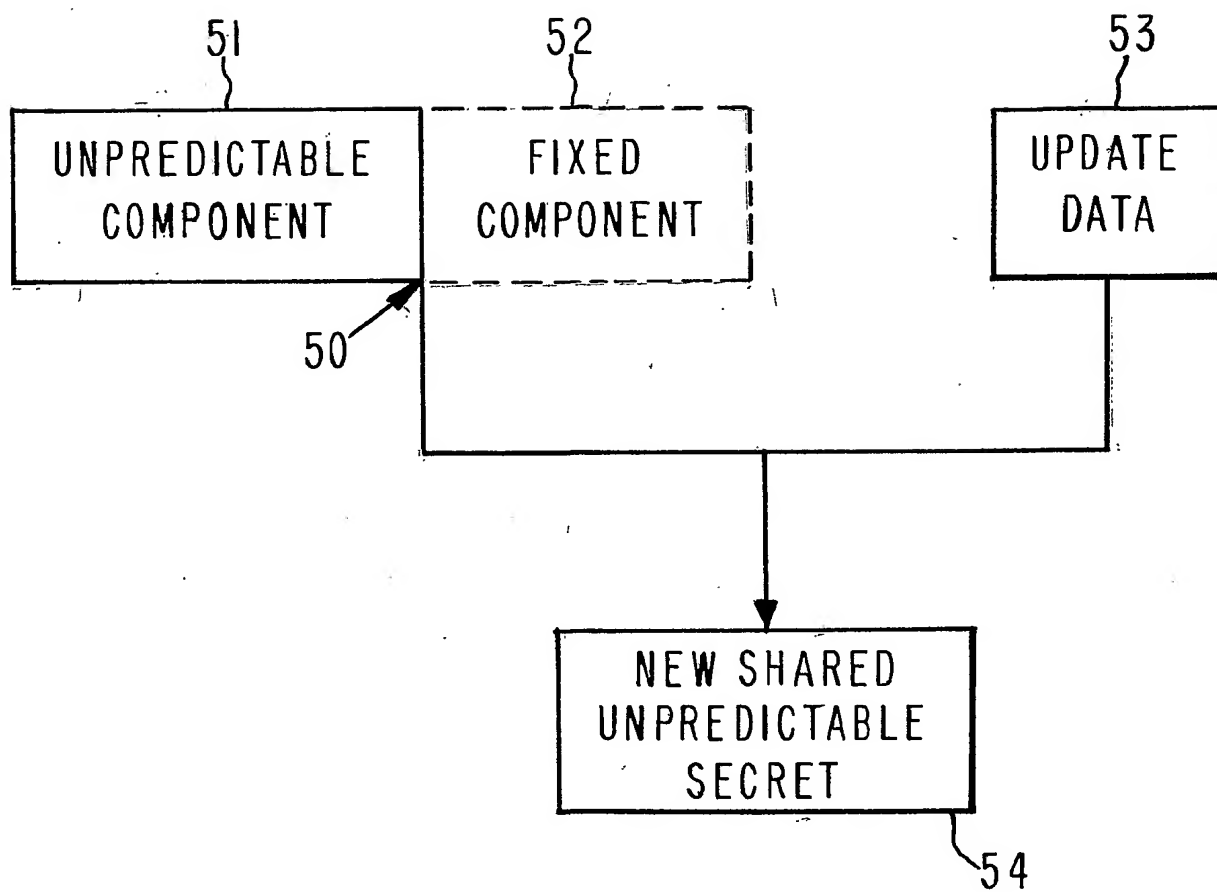 51
52
53
UNPREDICTABLE
COMPONENT
FIXED
COMPONENT
UPDATE
DATA
50
NEW SHARED
UNPREDICTABLE
SECRET
54